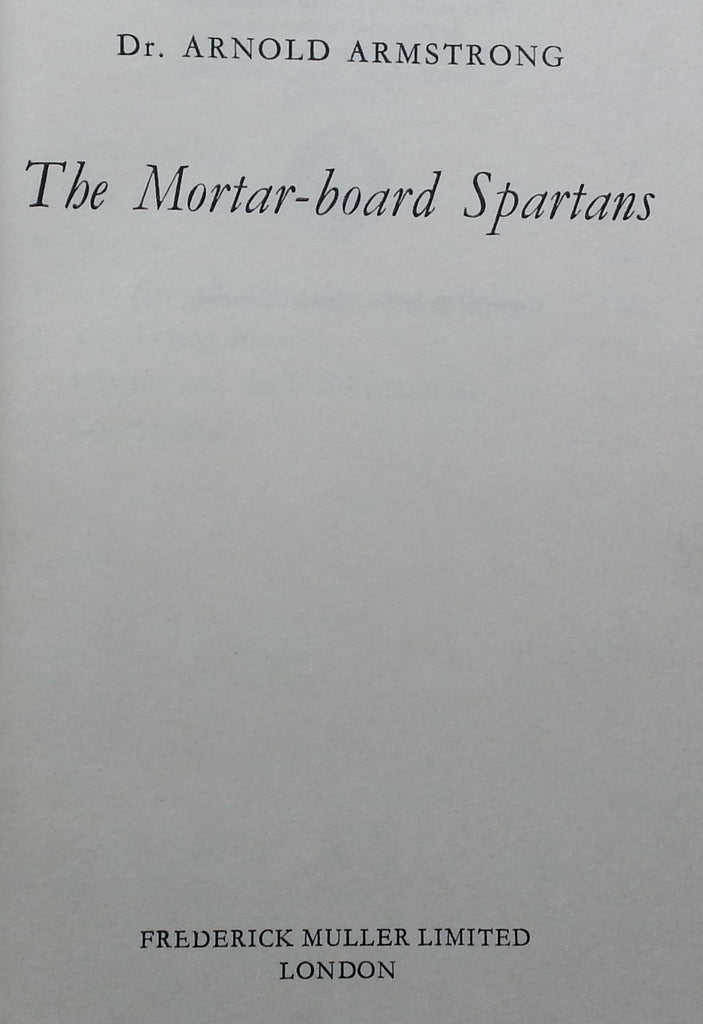 Dr. ARNOLD ARMSTRONG
The Mortar-board Spartans
FREDERICK MULLER LIMITED
LONDON